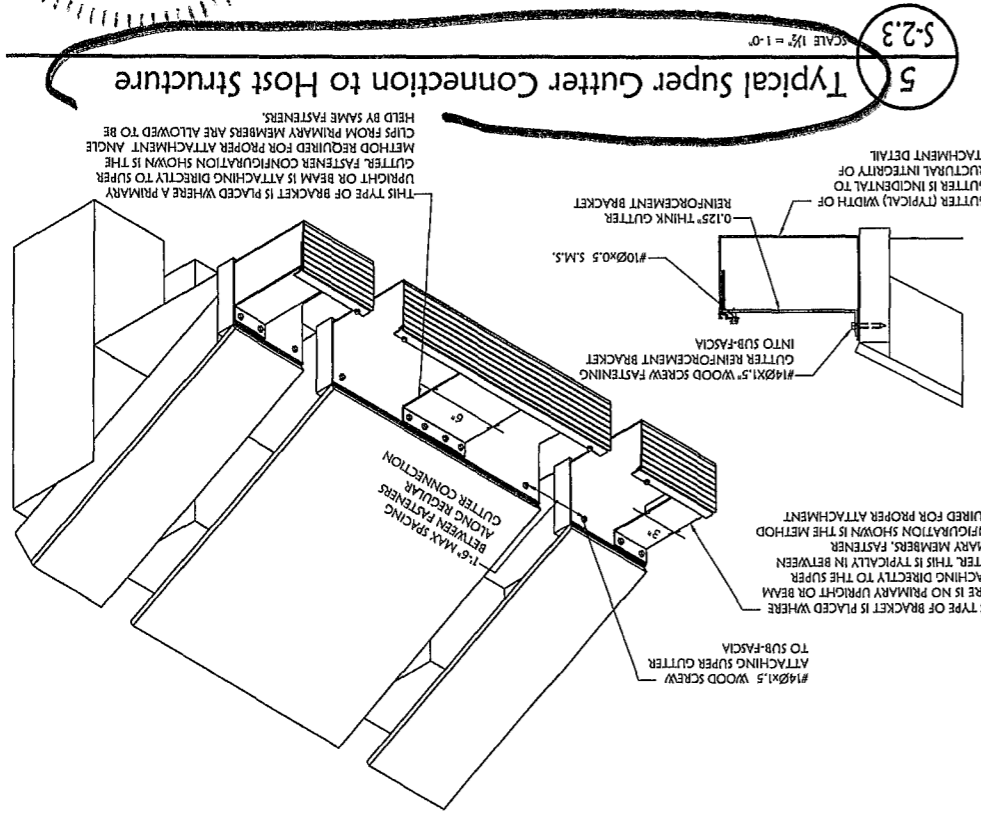 #14Øx1.5 WOOD SCREW
ATTACHING SUPER GUTTER
TO SUB-FASCIA
TYPE OF BRACKET IS PLACED WHERE
RE IS NO PRIMARY UPRIGHT OR BEAM
ACHING DIRECTLY TO THE SUPER
TER. THIS IS TYPICALLY IN BETWEEN
MARY MEMBERS. FASTENER
FIGURATION SHOWN IS THE METHOD
UIRED FOR PROPER ATTACHMENT
3"
1'-6" MAX SPACING
BETWEEN FASTENERS
ALONG REGULAR
GUTTER CONNECTION
6"
#14ØX1.5" WOOD SCREW FASTENING
GUTTER REINFORCEMENT BRACKET
INTO SUB-FASCIA
#10Øx0.5 S.M.S.
0.125" THINK GUTTER
REINFORCEMENT BRACKET
GUTTER (TYPICAL) WIDTH OF
GUTTER IS INCIDENTAL TO
RUCTURAL INTEGRITY OF
TACHMENT DETAIL
THIS TYPE OF BRACKET IS PLACED WHERE A PRIMARY
UPRIGHT OR BEAM IS ATTACHING DIRECTLY TO SUPER
GUTTER. FASTENER CONFIGURATION SHOWN IS THE
METHOD REQUIRED FOR PROPER ATTACHMENT ANGLE
CLIPS FROM PRIMARY MEMBERS ARE ALLOWED TO BE
HELD BY SAME FASTENERS.
5
Typical Super Gutter Connection to Host Structure
S-2.3
SCALE 1½" = 1-0"